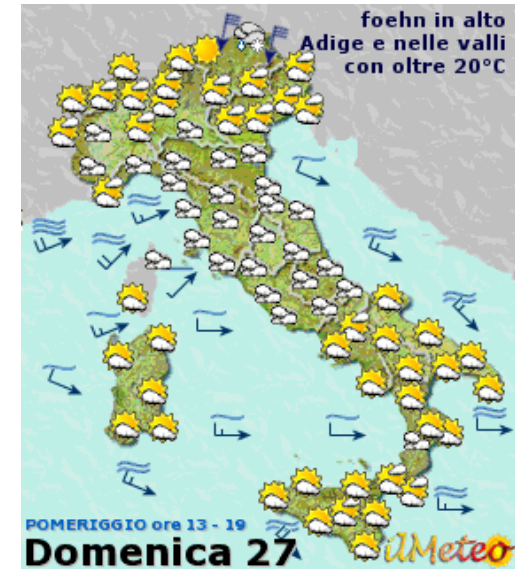 foehn in alto
Adige e nelle valli
con oltre 20°C
POMERIGGIO ore 13 - 19
Domenica 27
ilMeteo